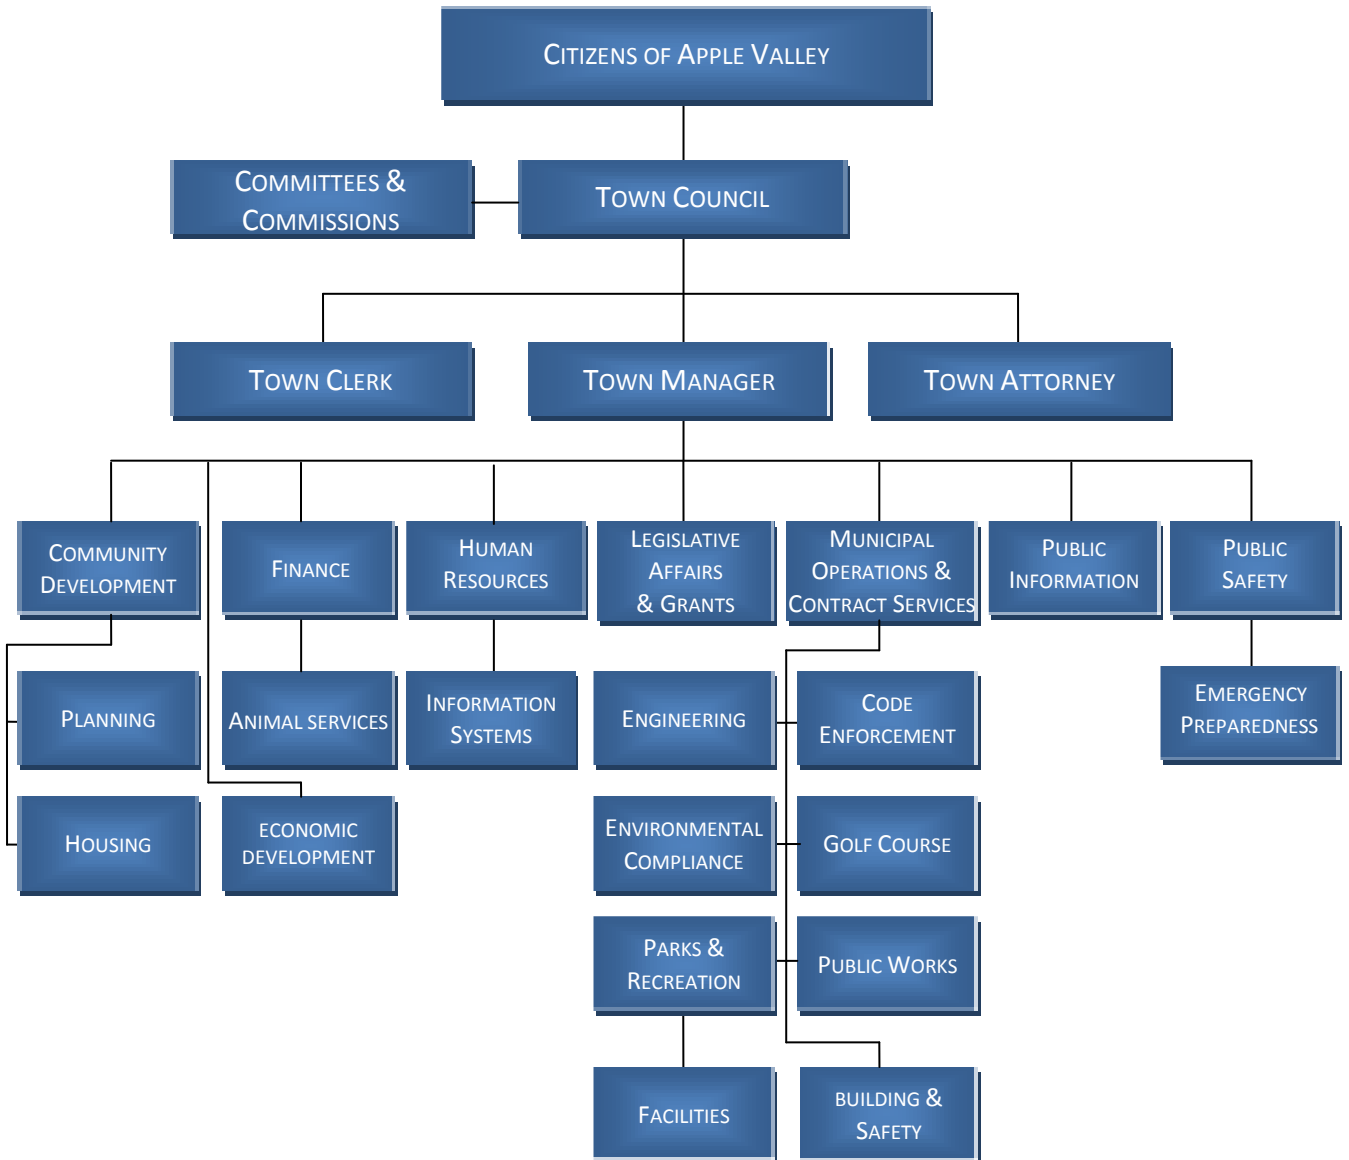 CITIZENS OF APPLE VALLEY
COMMITTEES &
COMMISSIONS
TOWN COUNCIL
TOWN CLERK
TOWN MANAGER
TOWN ATTORNEY
COMMUNITY
DEVELOPMENT
FINANCE
HUMAN
RESOURCES
LEGISLATIVE
AFFAIRS
& GRANTS
MUNICIPAL
OPERATIONS &
CONTRACT SERVICES
PUBLIC
INFORMATION
PUBLIC
SAFETY
PLANNING
ANIMAL SERVICES
INFORMATION
SYSTEMS
ENGINEERING
CODE
ENFORCEMENT
EMERGENCY
PREPAREDNESS
HOUSING
ECONOMIC
DEVELOPMENT
ENVIRONMENTAL
COMPLIANCE
GOLF COURSE
PARKS &
RECREATION
PUBLIC WORKS
FACILITIES
BUILDING &
SAFETY